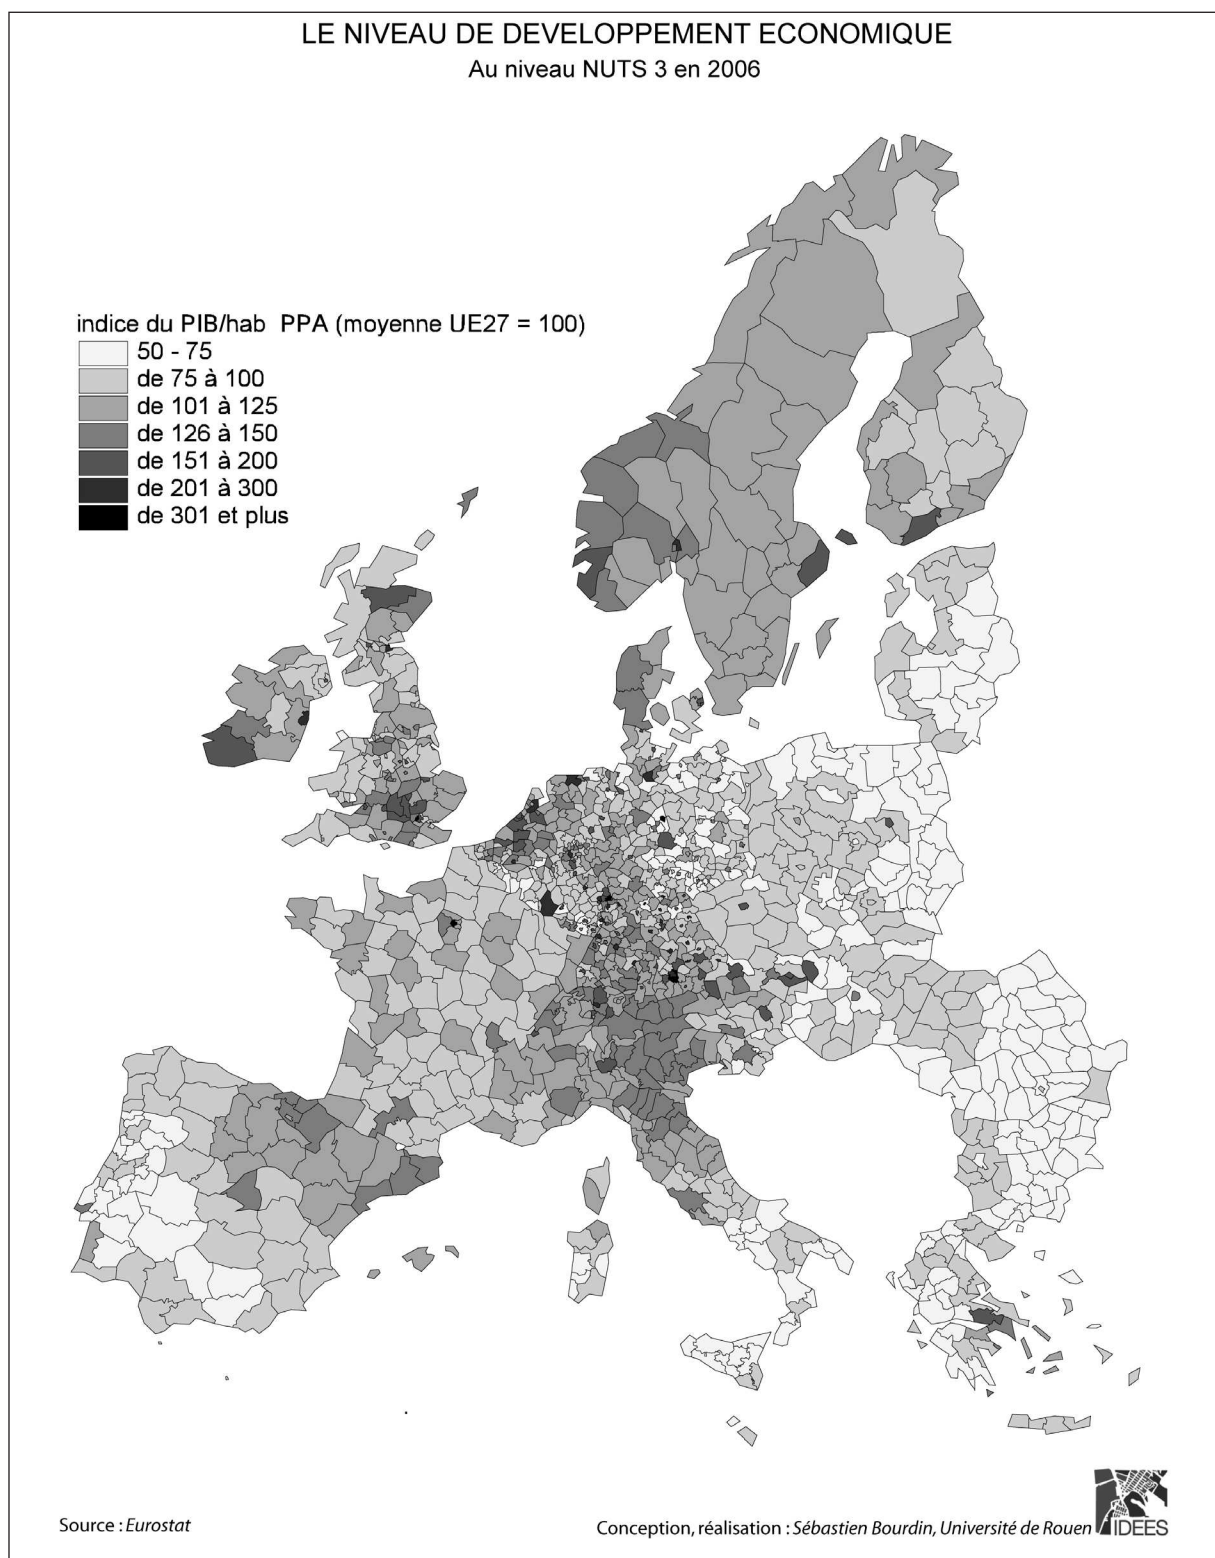 LE NIVEAU DE DEVELOPPEMENT ECONOMIQUE
Au niveau NUTS 3 en 2006
indice du PIB/hab PPA (moyenne UE27 = 100)
50 - 75
de 75 à 100
de 101 à 125
de 126 à 150
de 151 à 200
de 201 à 300
de 301 et plus
Source : Eurostat
Conception, réalisation : Sébastien Bourdin, Université de Rouen
IDEES